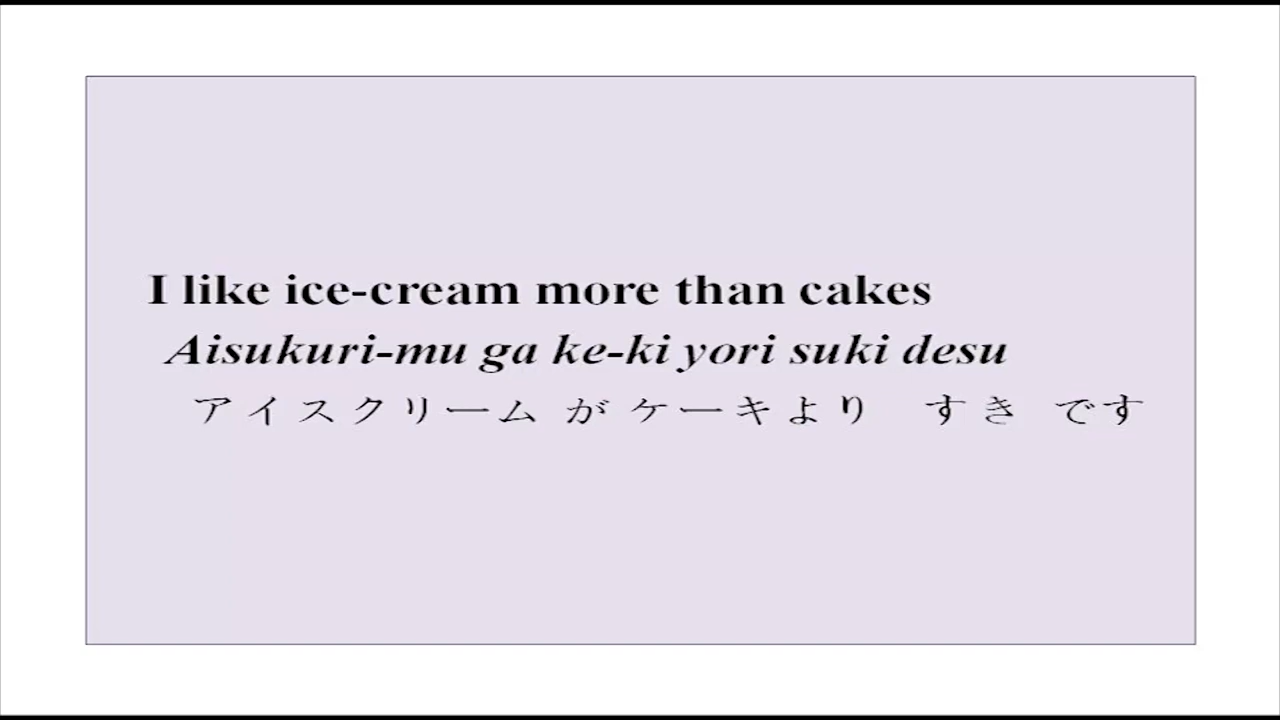 I like ice-cream more than cakes
Aisukuri-mu ga ke-ki yori suki desu
アイスクリーム が ケーキより すき です